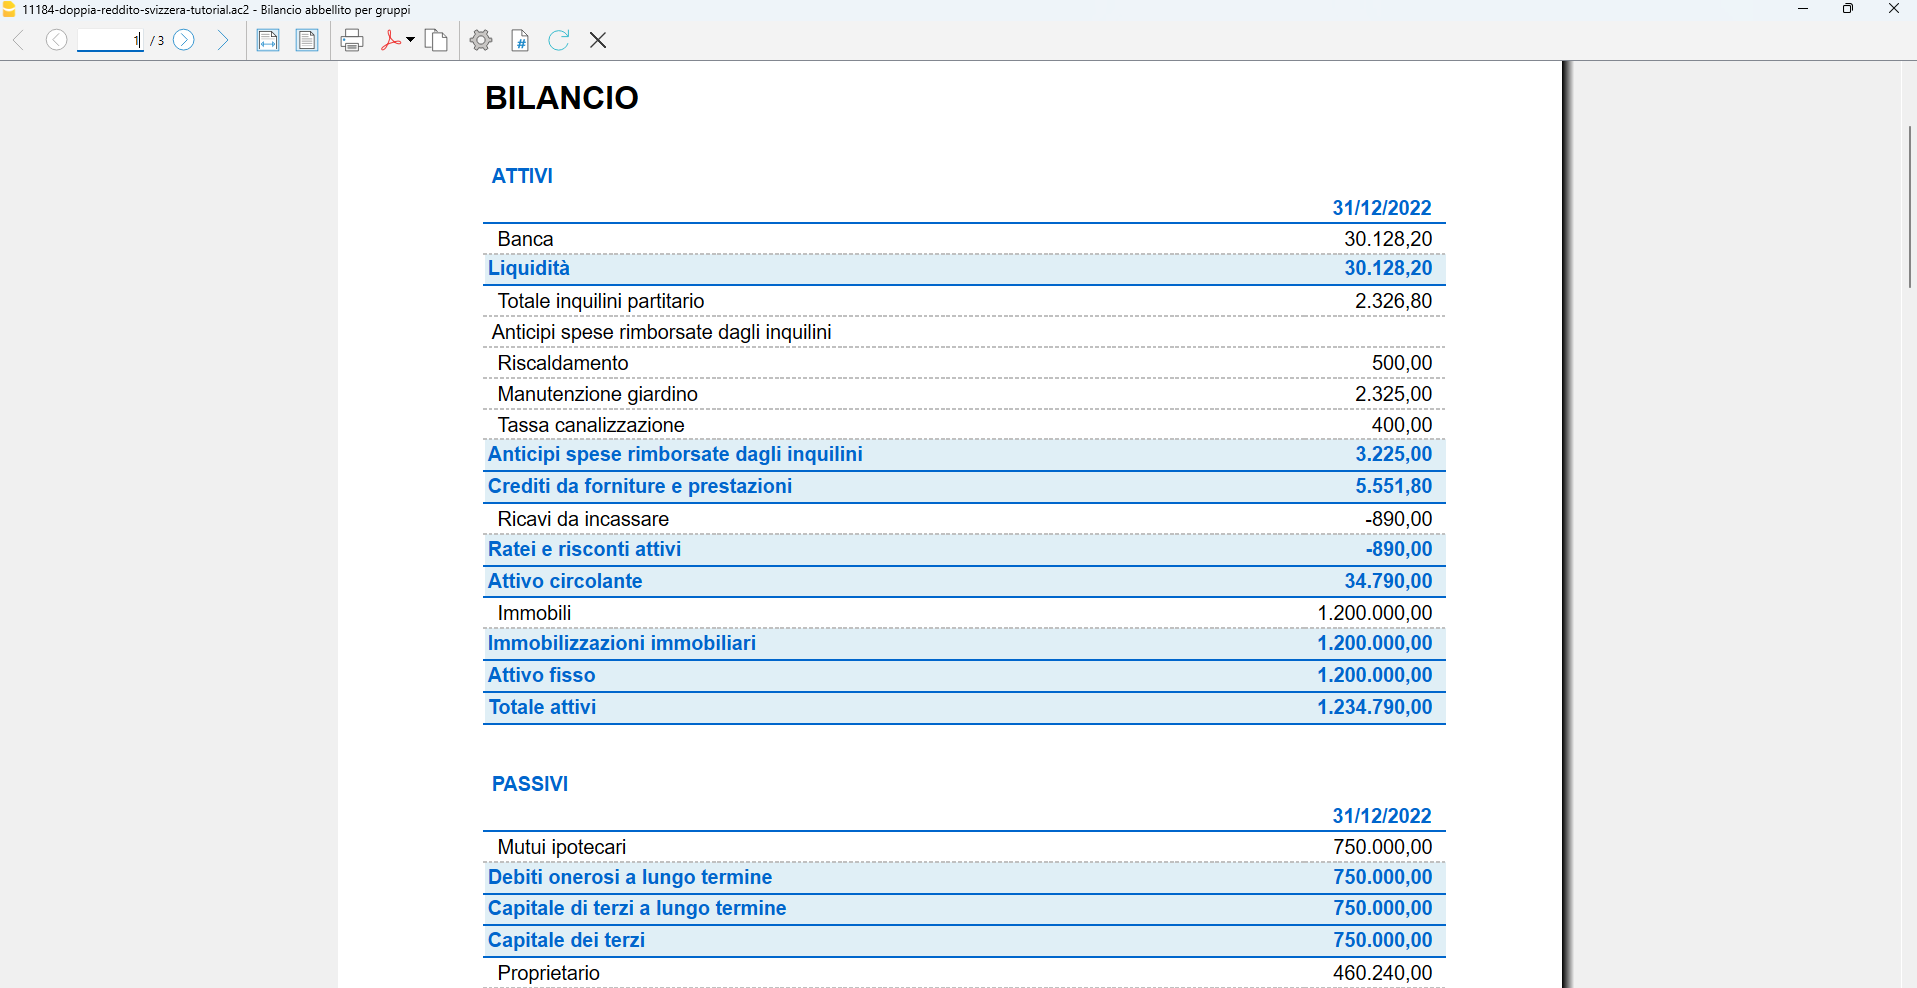 11184-doppia-reddito-svizzera-tutorial.ac2 - Bilancio abbellito per gruppi
1 / 3
#
BILANCIO
ATTIVI
31/12/2022
Banca 30.128,20
Liquidità 30.128,20
Totale inquilini partitario 2.326,80
Anticipi spese rimborsate dagli inquilini
Riscaldamento 500,00
Manutenzione giardino 2.325,00
Tassa canalizzazione 400,00
Anticipi spese rimborsate dagli inquilini 3.225,00
Crediti da forniture e prestazioni 5.551,80
Ricavi da incassare -890,00
Ratei e risconti attivi -890,00
Attivo circolante 34.790,00
Immobili 1.200.000,00
Immobilizzazioni immobiliari 1.200.000,00
Attivo fisso 1.200.000,00
Totale attivi 1.234.790,00
PASSIVI
31/12/2022
Mutui ipotecari 750.000,00
Debiti onerosi a lungo termine 750.000,00
Capitale di terzi a lungo termine 750.000,00
Capitale dei terzi 750.000,00
Proprietario 460.240,00